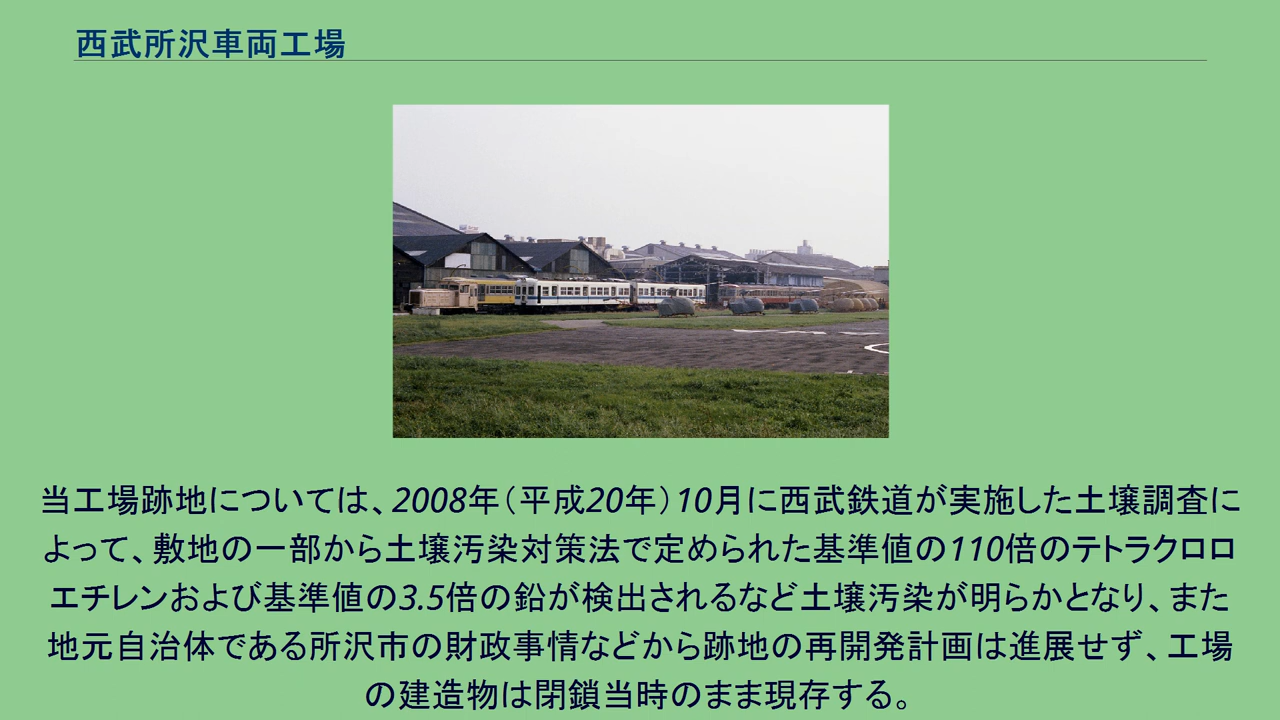 西武所沢車両工場
当工場跡地については、2008年（平成20年）10月に西武鉄道が実施した土壌調査に
よって、敷地の一部から土壌汚染対策法で定められた基準値の110倍のテトラクロロ
エチレンおよび基準値の3.5倍の鉛が検出されるなど土壌汚染が明らかとなり、また
地元自治体である所沢市の財政事情などから跡地の再開発計画は進展せず、工場
の建造物は閉鎖当時のまま現存する。